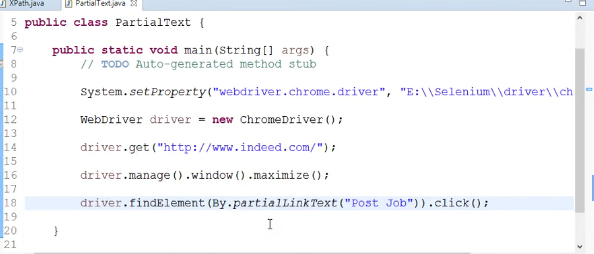 XPath.java PartialText.java
5 public class PartialText {
6
7 public static void main(String[] args) {
8 // TODO Auto-generated method stub
9
10 System.setProperty("webdriver.chrome.driver", "E:\\Selenium\\driver\\ch
11
12 WebDriver driver = new ChromeDriver();
13
14 driver.get("http://www.indeed.com/");
15
16 driver.manage().window().maximize();
17
18 driver.findElement(By.partialLinkText("Post Job")).click();
19
20 }
21